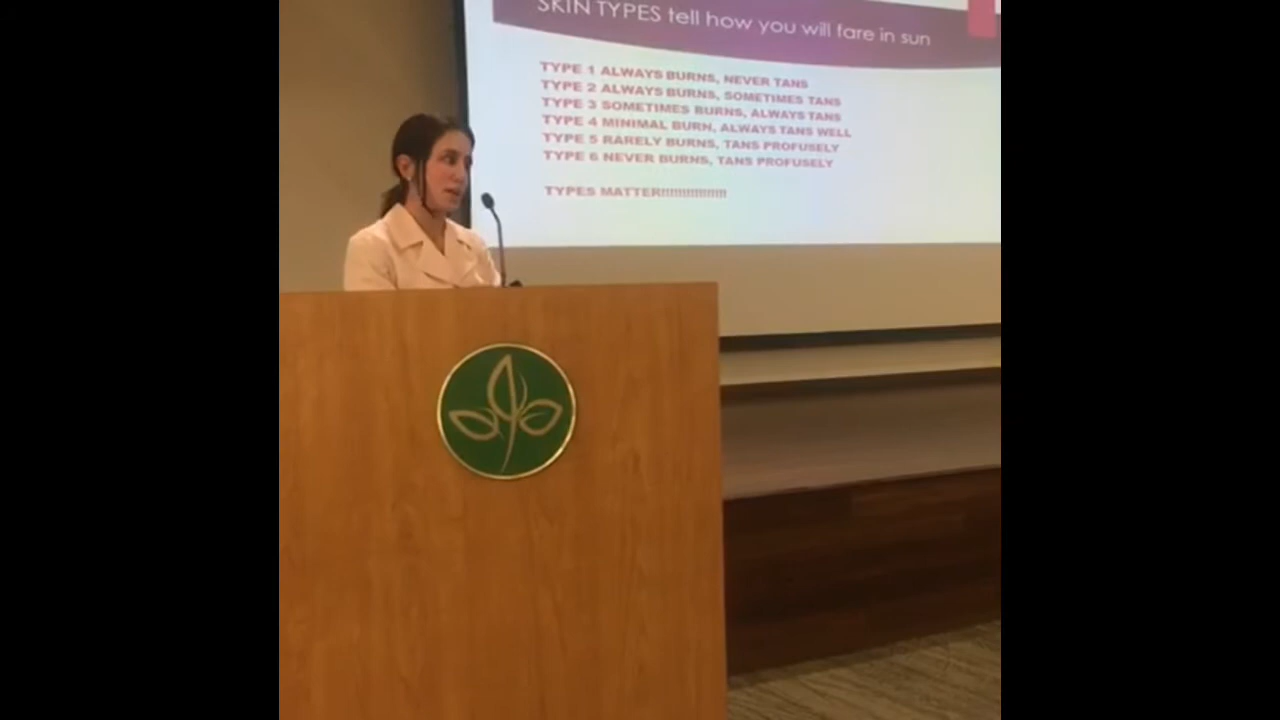 SKIN TYPES tell how you will fare in sun
TYPE 1 ALWAYS BURNS, NEVER TANS
TYPE 2 ALWAYS BURNS, SOMETIMES TANS
TYPE 3 SOMETIMES BURNS, ALWAYS TANS
TYPE 4 MINIMAL BURN, ALWAYS TANS WELL
TYPE 5 RARELY BURNS, TANS PROFUSELY
TYPE 6 NEVER BURNS, TANS PROFUSELY
TYPES MATTER!!!!!!!!!!!!!!!!